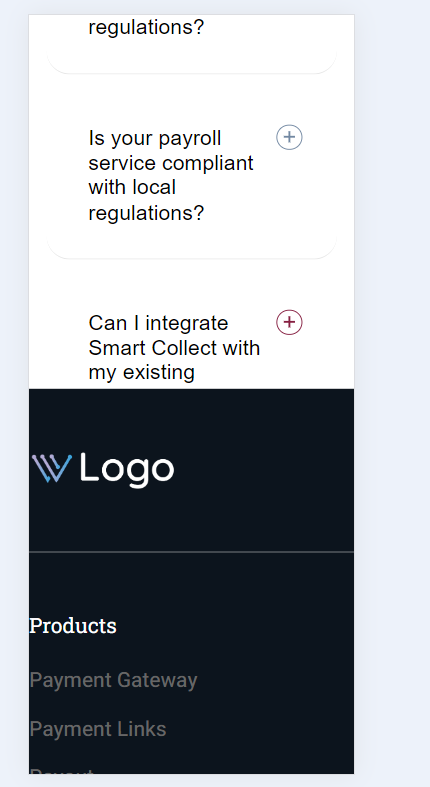 regulations?
Is your payroll
service compliant
with local
regulations?
Can I integrate
Smart Collect with
my existing
Logo
Products
Payment Gateway
Payment Links
Payout